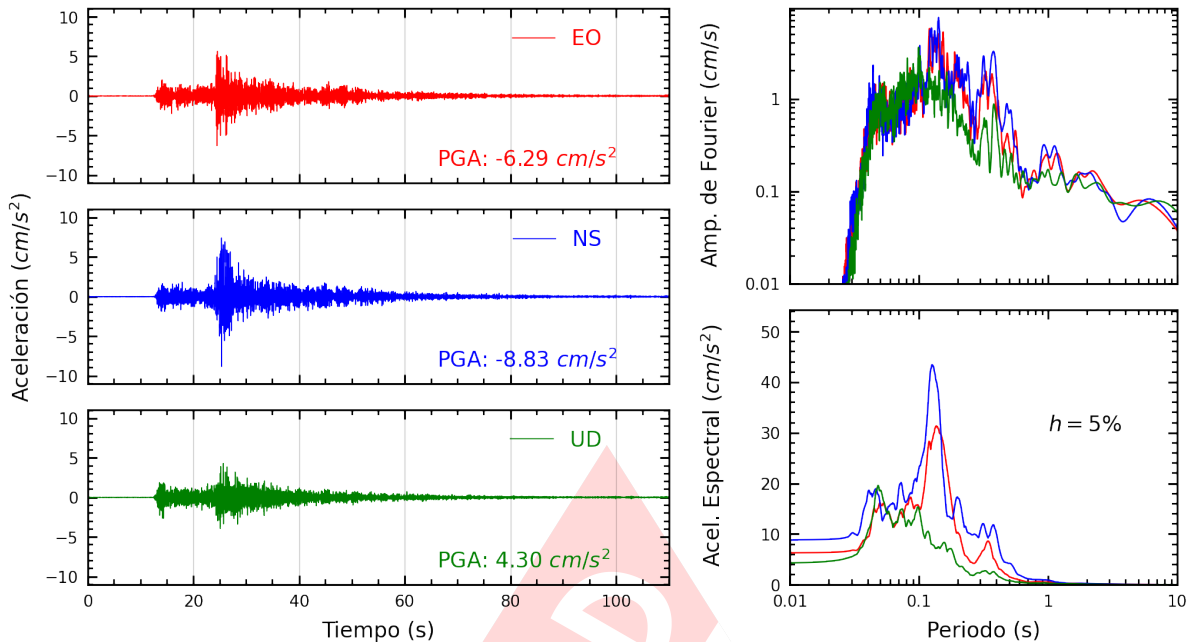 Aceleración (cm/s²)
10
5
0
−5
−10
EO
PGA: -6.29 cm/s²
10
5
0
−5
−10
NS
PGA: -8.83 cm/s²
10
5
0
−5
−10
UD
PGA: 4.30 cm/s²
0 20 40 60 80 100
Tiempo (s)
Amp. de Fourier (cm/s)
1
0.1
0.01
Acel. Espectral (cm/s²)
50
40
30
20
10
0
h = 5%
0.01 0.1 1 10
Periodo (s)